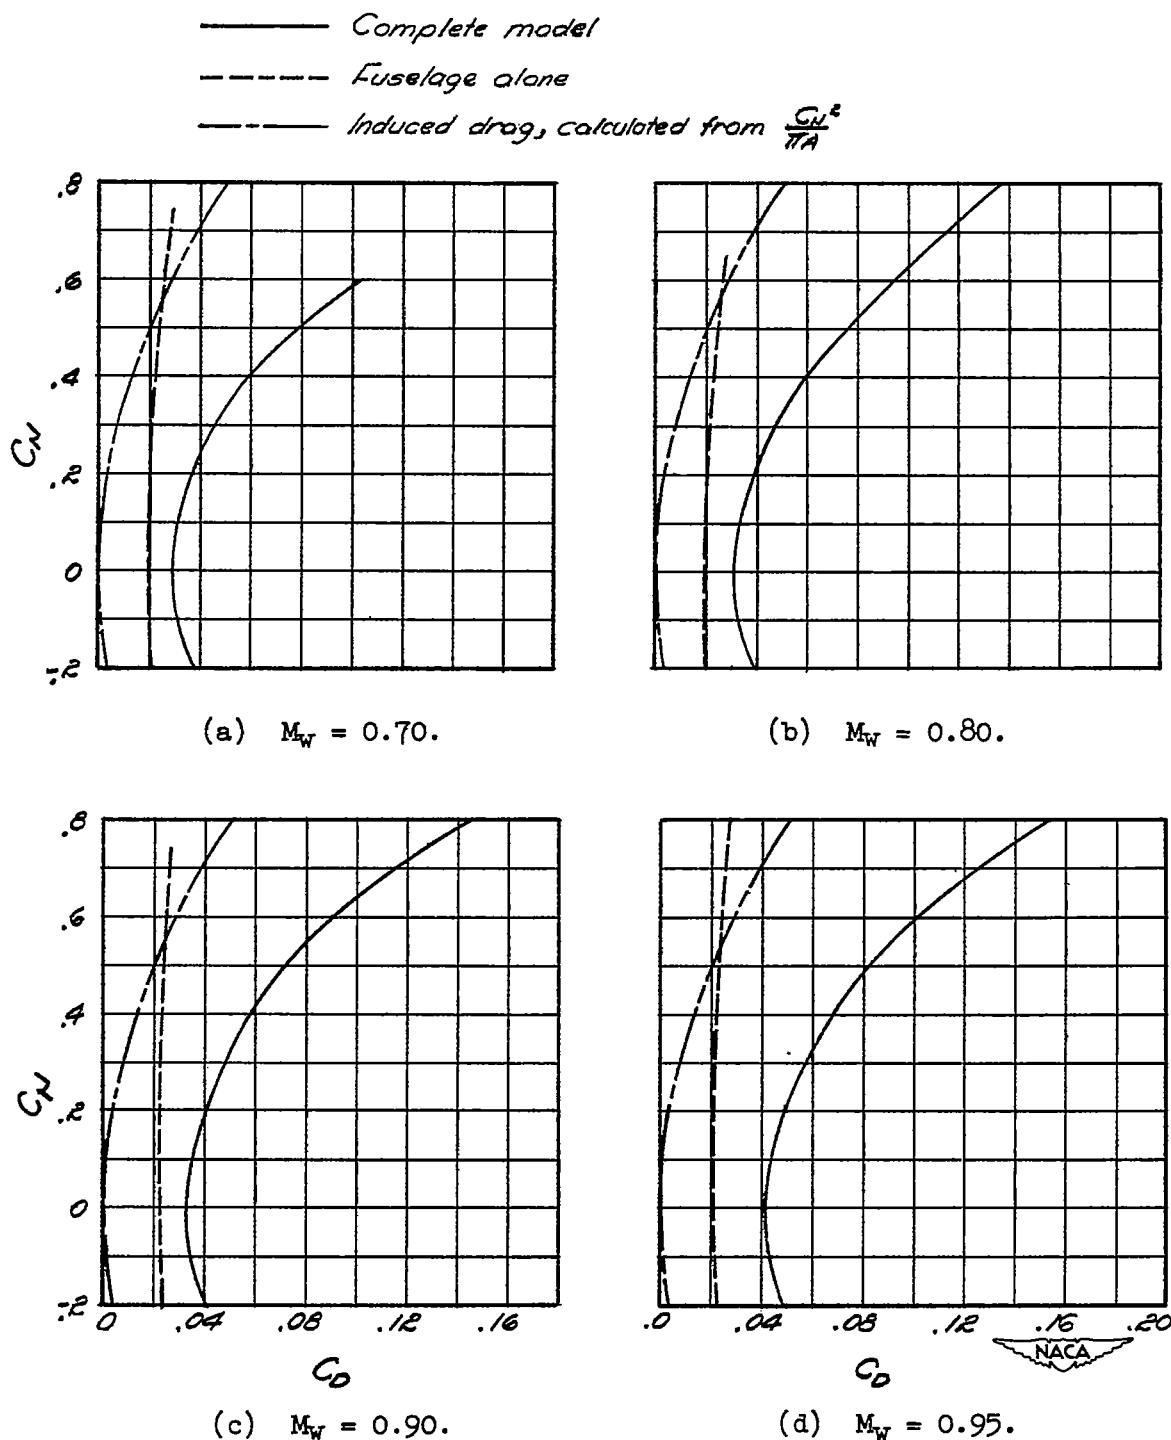 Complete model
Fuselage alone
Induced drag, calculated from C_N²/πA
.8
.6
.4
.2
0
-.2
C_N
(a) M_W = 0.70.
(b) M_W = 0.80.
.8
.6
.4
.2
0
-.2
C_N
0 .04 .08 .12 .16
C_D
(c) M_W = 0.90.
.0 .04 .08 .12 .16 .20
C_D
NACA
(d) M_W = 0.95.